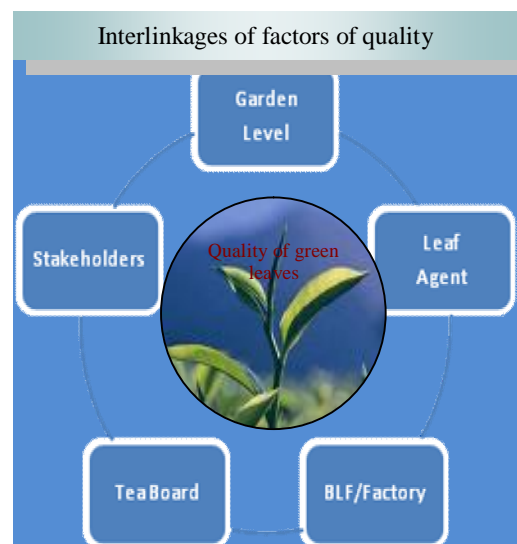 Interlinkages of factors of quality
Garden
Level
Stakeholders
Quality of green
leaves
Leaf
Agent
Tea Board
BLF/Factory